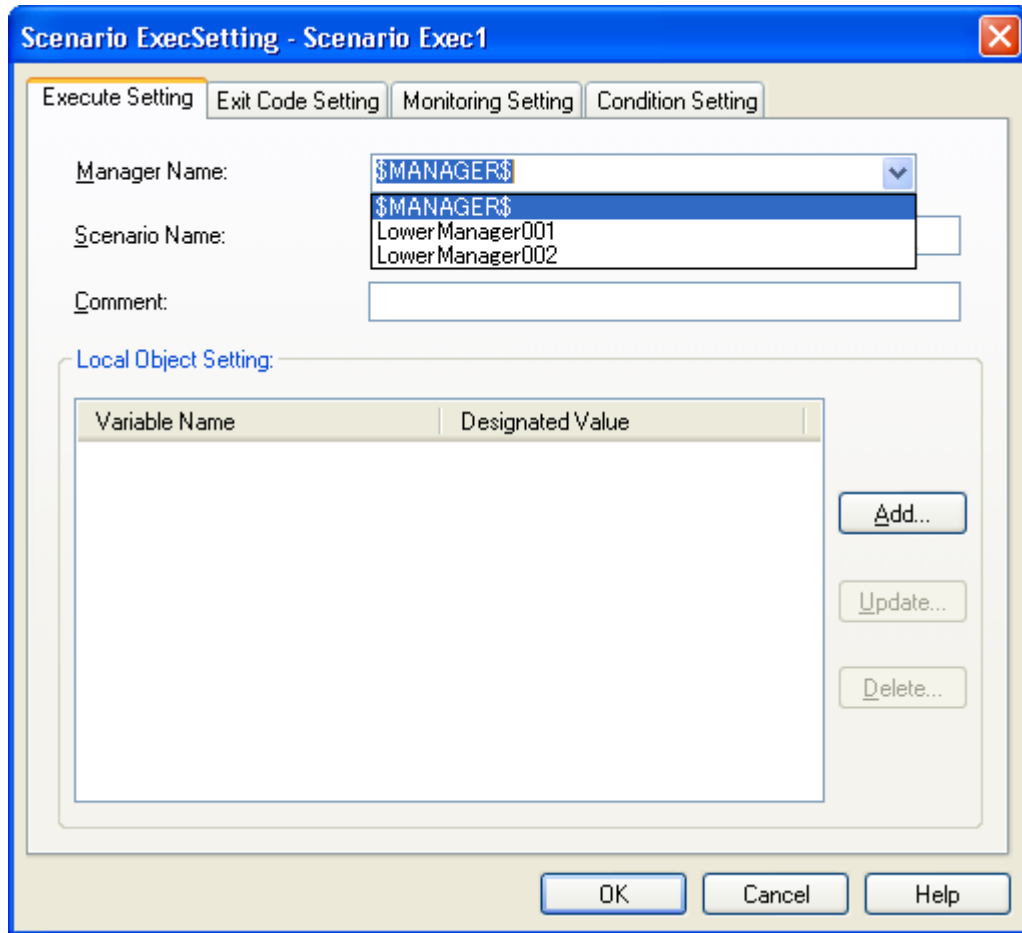 Scenario ExecSetting - Scenario Exec1
Execute Setting Exit Code Setting Monitoring Setting Condition Setting
Manager Name: $MANAGER$
$MANAGER$
Scenario Name: LowerManager001
LowerManager002
Comment:
Local Object Setting:
Variable Name Designated Value
Add...
Update...
Delete...
OK Cancel Help